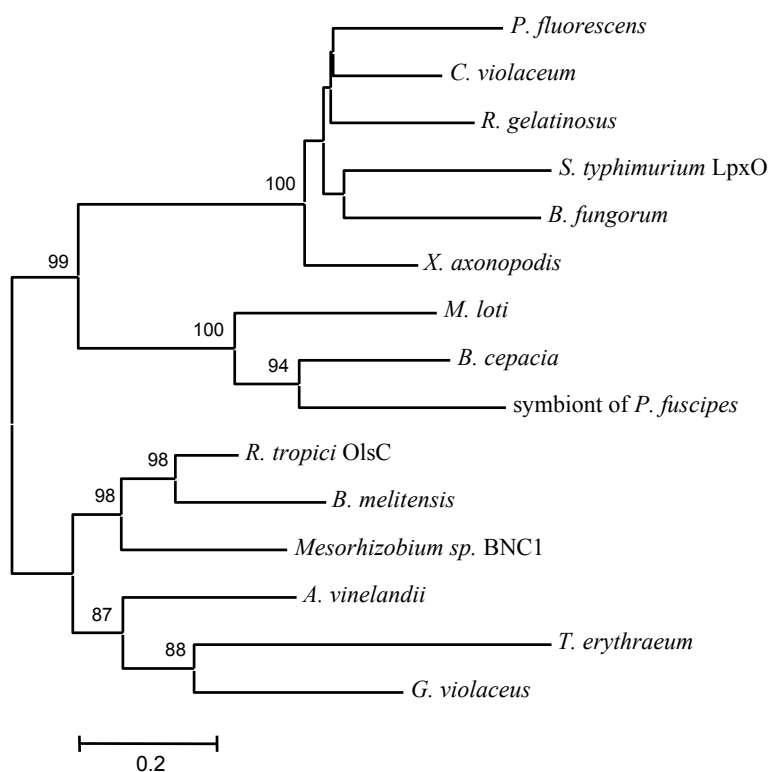 P. fluorescens
C. violaceum
R. gelatinosus
S. typhimurium LpxO
100
B. fungorum
99
X. axonopodis
M. loti
100
94
B. cepacia
symbiont of P. fuscipes
98
R. tropici OlsC
98
B. melitensis
Mesorhizobium sp. BNC1
A. vinelandii
87
88
T. erythraeum
G. violaceus
0.2